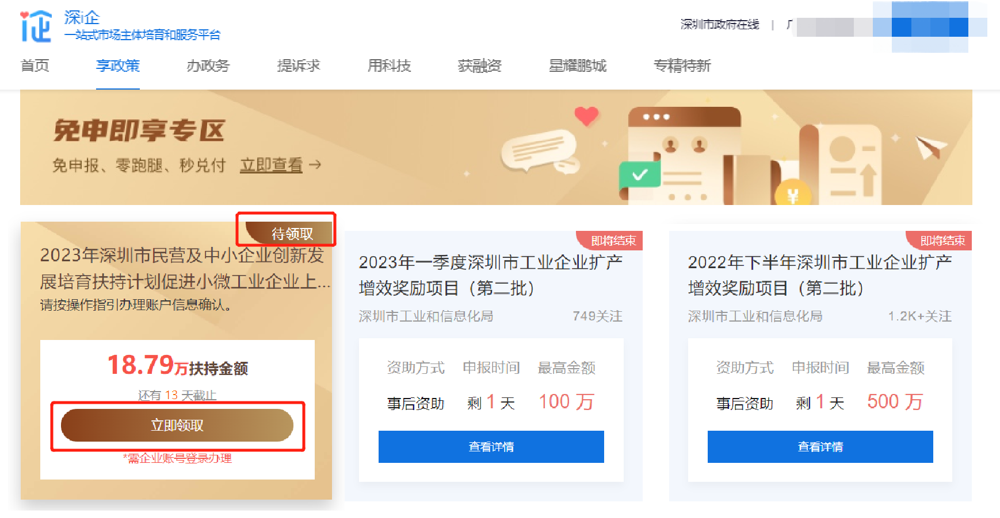 深i企
一站式市场主体培育和服务平台
深圳市政府在线 |
首页 享政策 办政务 提诉求 用科技 获融资 星耀鹏城 专精特新
免申即享专区
免申报、零跑腿、秒兑付 立即查看→
待领取
2023年深圳市民营及中小企业创新发
展培育扶持计划促进小微工业企业上...
请按操作指引办理账户信息确认。
18.79万扶持金额
还有 13 天截止
立即领取
*需企业账号登录办理
即将结束
2023年一季度深圳市工业企业扩产
增效奖励项目（第二批）
深圳市工业和信息化局 749关注
资助方式 申报时间 最高金额
事后资助 剩 1 天 100 万
查看详情
即将结束
2022年下半年深圳市工业企业扩产
增效奖励项目（第二批）
深圳市工业和信息化局 1.2K+关注
资助方式 申报时间 最高金额
事后资助 剩 1 天 500 万
查看详情